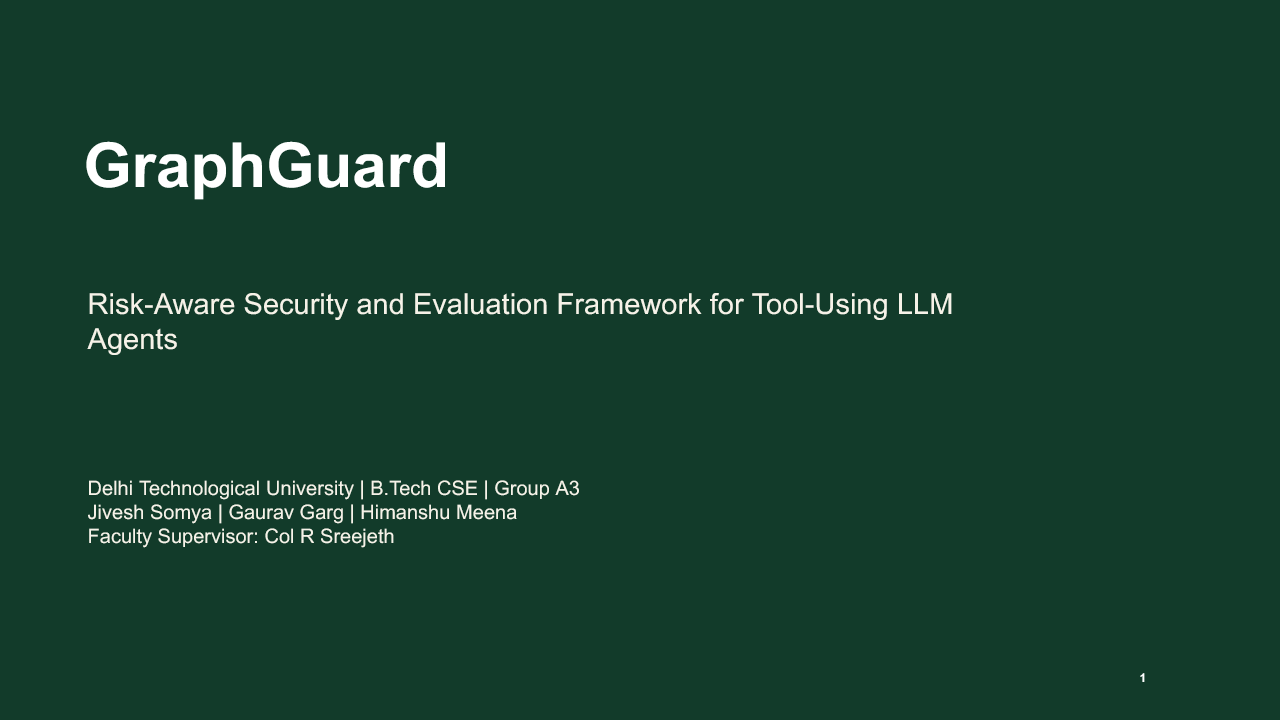 GraphGuard
Risk-Aware Security and Evaluation Framework for Tool-Using LLM
Agents
Delhi Technological University | B.Tech CSE | Group A3
Jivesh Somya | Gaurav Garg | Himanshu Meena
Faculty Supervisor: Col R Sreejeth
1